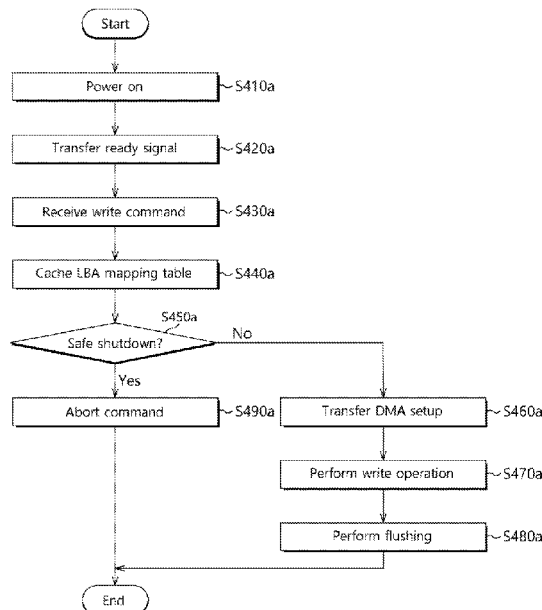 Start
Power on
S410a
Transfer ready signal
S420a
Receive write command
S430a
Cache LBA mapping table
S440a
S450a
Safe shutdown?
No
Yes
Abort command
S490a
Transfer DMA setup
S460a
Perform write operation
S470a
Perform flushing
S480a
End